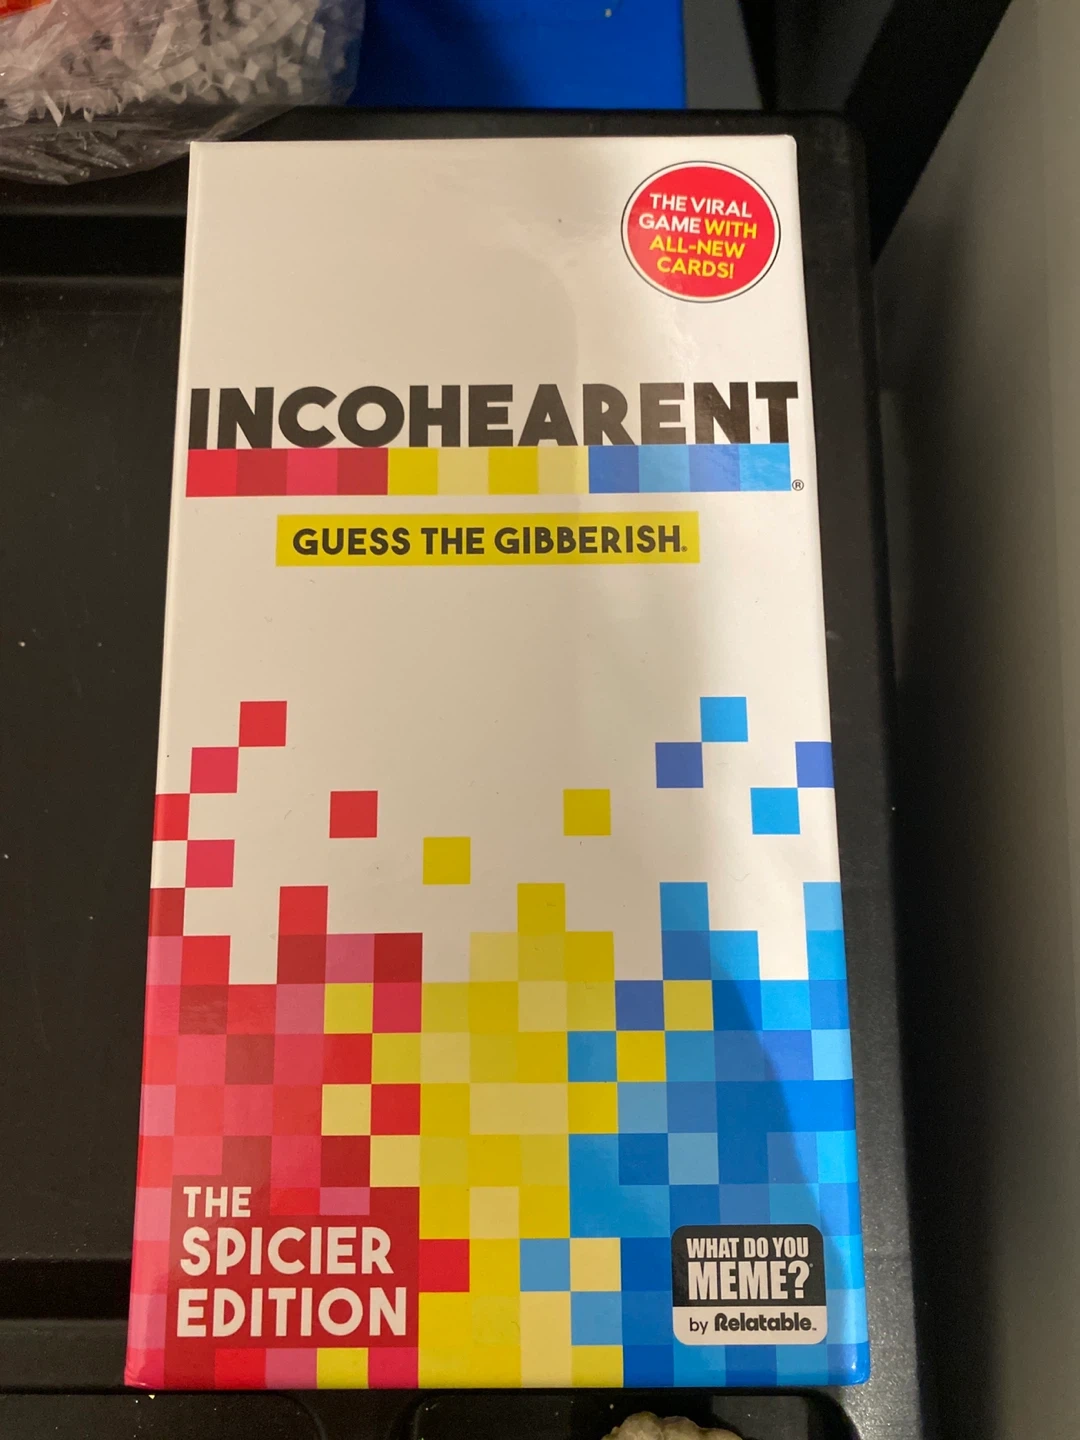 THE VIRAL
GAME WITH
ALL-NEW
CARDS!
INCOHEARENT
®
GUESS THE GIBBERISH®
THE
SPICIER
EDITION
WHAT DO YOU
MEME?®
by Relatable™